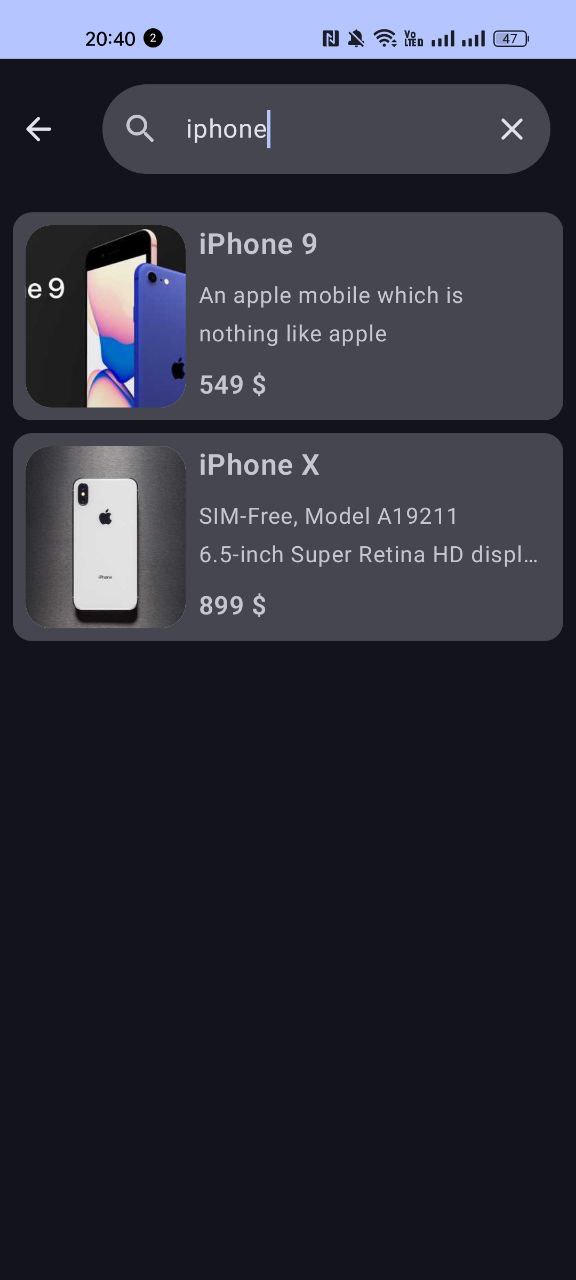 20:40 2 Vo LTE D 47
iphone
e 9
iPhone 9
An apple mobile which is
nothing like apple
549 $
iPhone
iPhone X
SIM-Free, Model A19211
6.5-inch Super Retina HD displ…
899 $